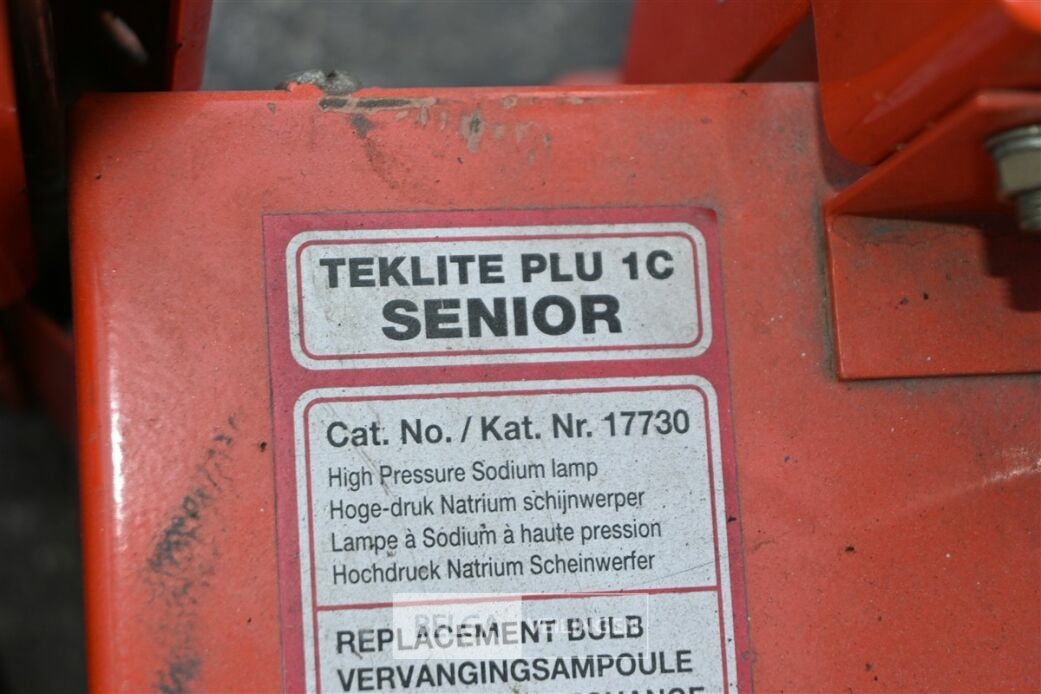 TEKLITE PLU 1C
SENIOR
Cat. No. / Kat. Nr. 17730
High Pressure Sodium lamp
Hoge-druk Natrium schijnwerper
Lampe à Sodium à haute pression
Hochdruck Natrium Scheinwerfer
REPLACEMENT BULB
VERVANGINGSAMPOULE